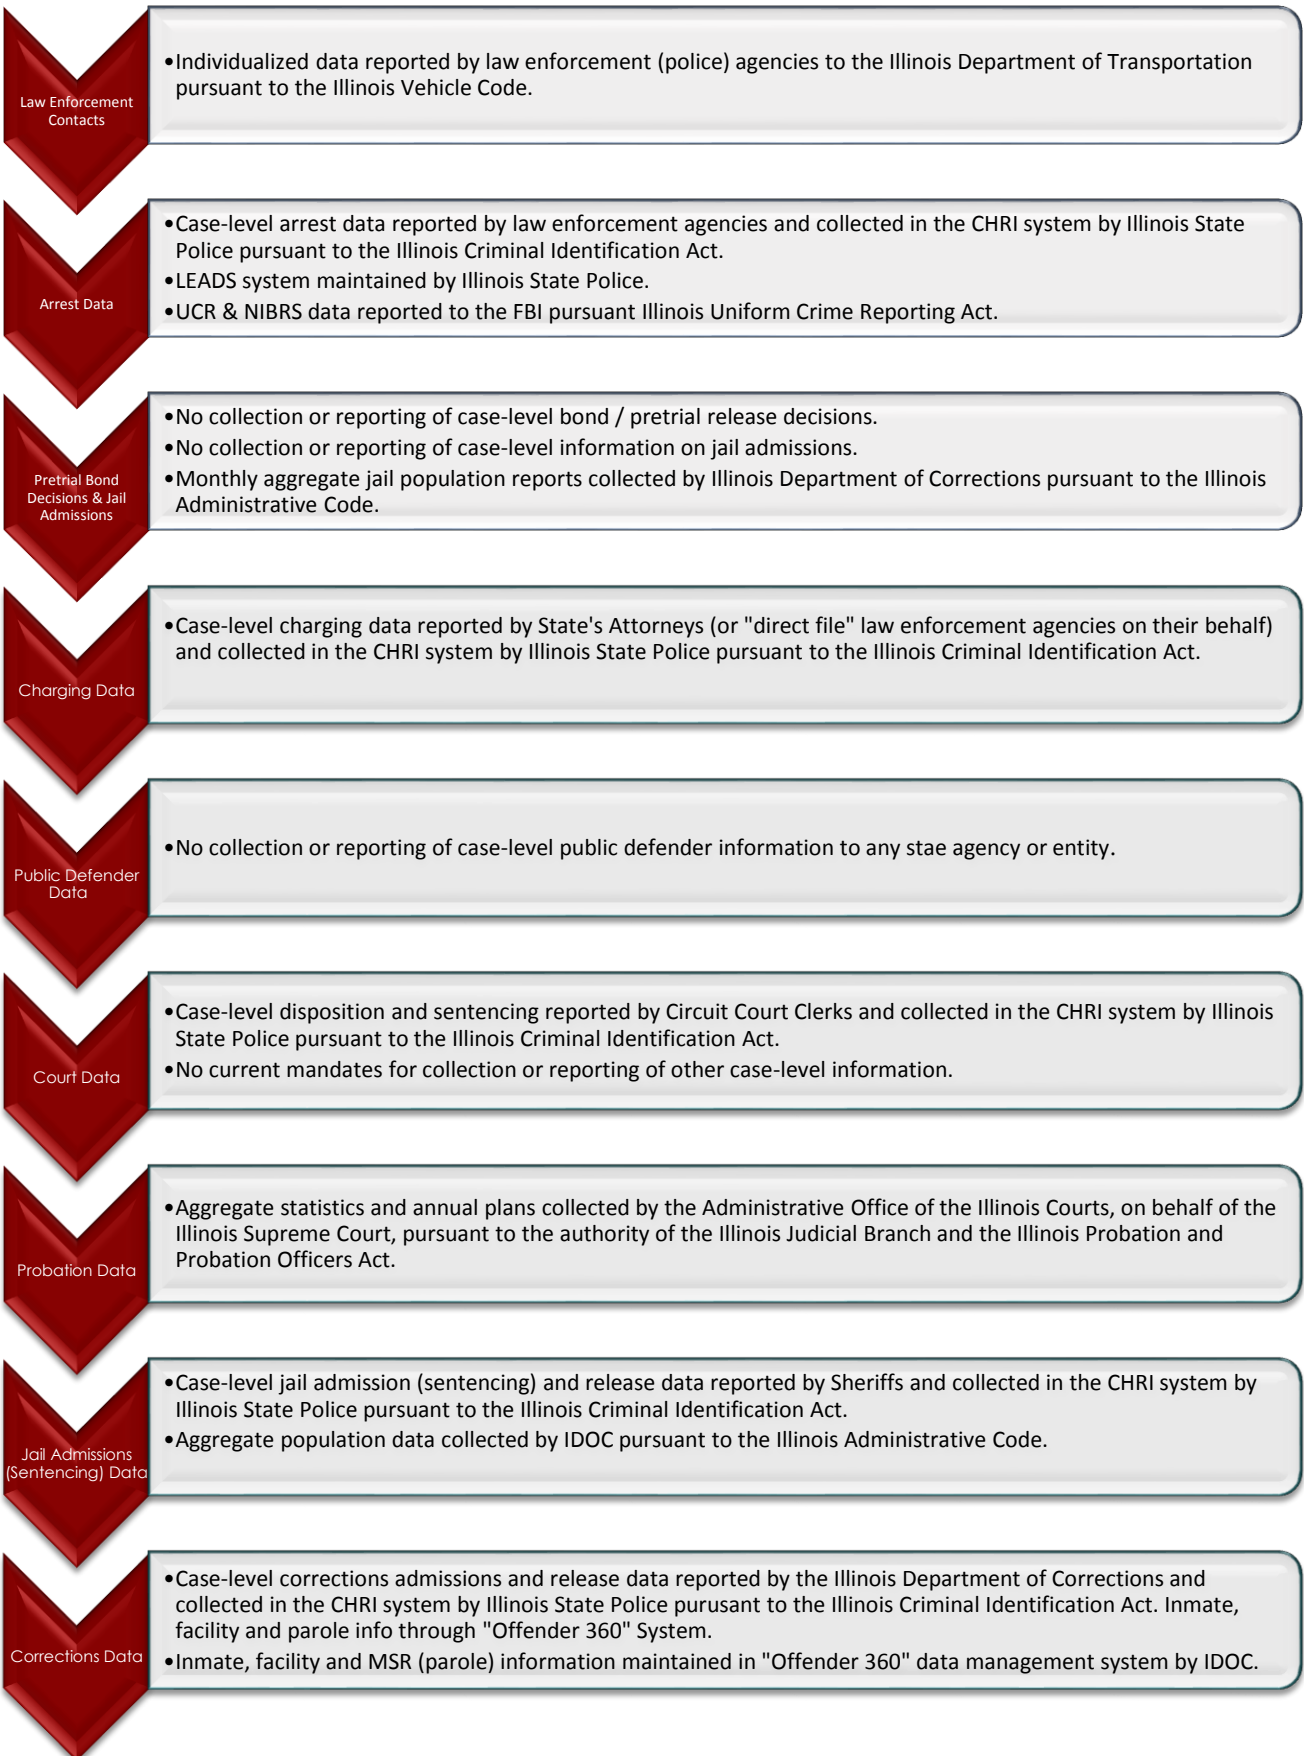 Law Enforcement
Contacts
•Individualized data reported by law enforcement (police) agencies to the Illinois Department of Transportation
pursuant to the Illinois Vehicle Code.
Arrest Data
•Case-level arrest data reported by law enforcement agencies and collected in the CHRI system by Illinois State
Police pursuant to the Illinois Criminal Identification Act.
•LEADS system maintained by Illinois State Police.
•UCR & NIBRS data reported to the FBI pursuant Illinois Uniform Crime Reporting Act.
Pretrial Bond
Decisions & Jail
Admissions
•No collection or reporting of case-level bond / pretrial release decisions.
•No collection or reporting of case-level information on jail admissions.
•Monthly aggregate jail population reports collected by Illinois Department of Corrections pursuant to the Illinois
Administrative Code.
Charging Data
•Case-level charging data reported by State's Attorneys (or "direct file" law enforcement agencies on their behalf)
and collected in the CHRI system by Illinois State Police pursuant to the Illinois Criminal Identification Act.
Public Defender
Data
•No collection or reporting of case-level public defender information to any stae agency or entity.
Court Data
•Case-level disposition and sentencing reported by Circuit Court Clerks and collected in the CHRI system by Illinois
State Police pursuant to the Illinois Criminal Identification Act.
•No current mandates for collection or reporting of other case-level information.
Probation Data
•Aggregate statistics and annual plans collected by the Administrative Office of the Illinois Courts, on behalf of the
Illinois Supreme Court, pursuant to the authority of the Illinois Judicial Branch and the Illinois Probation and
Probation Officers Act.
Jail Admissions
(Sentencing) Data
•Case-level jail admission (sentencing) and release data reported by Sheriffs and collected in the CHRI system by
Illinois State Police pursuant to the Illinois Criminal Identification Act.
•Aggregate population data collected by IDOC pursuant to the Illinois Administrative Code.
Corrections Data
•Case-level corrections admissions and release data reported by the Illinois Department of Corrections and
collected in the CHRI system by Illinois State Police purusant to the Illinois Criminal Identification Act. Inmate,
facility and parole info through "Offender 360" System.
•Inmate, facility and MSR (parole) information maintained in "Offender 360" data management system by IDOC.